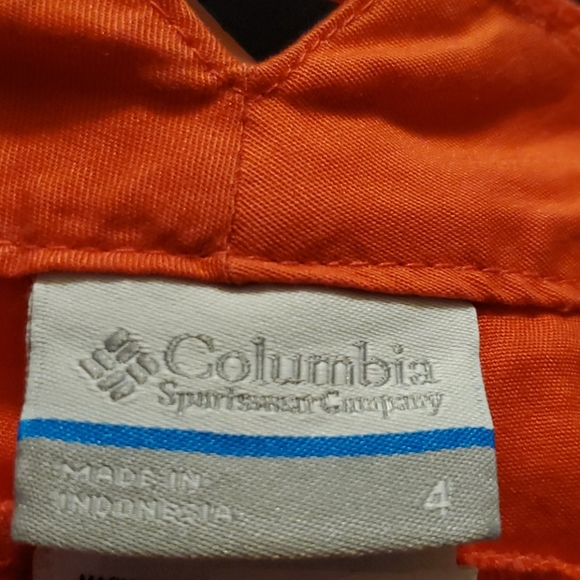 Columbia
Sportswear Company
MADE IN
INDONESIA
4